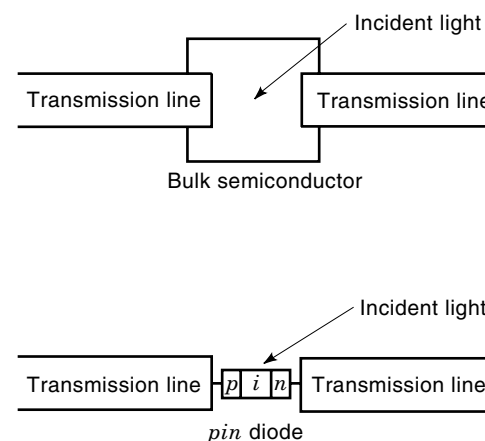 Incident light
Transmission line
Transmission line
Bulk semiconductor
Incident light
Transmission line
p i n
Transmission line
pin diode